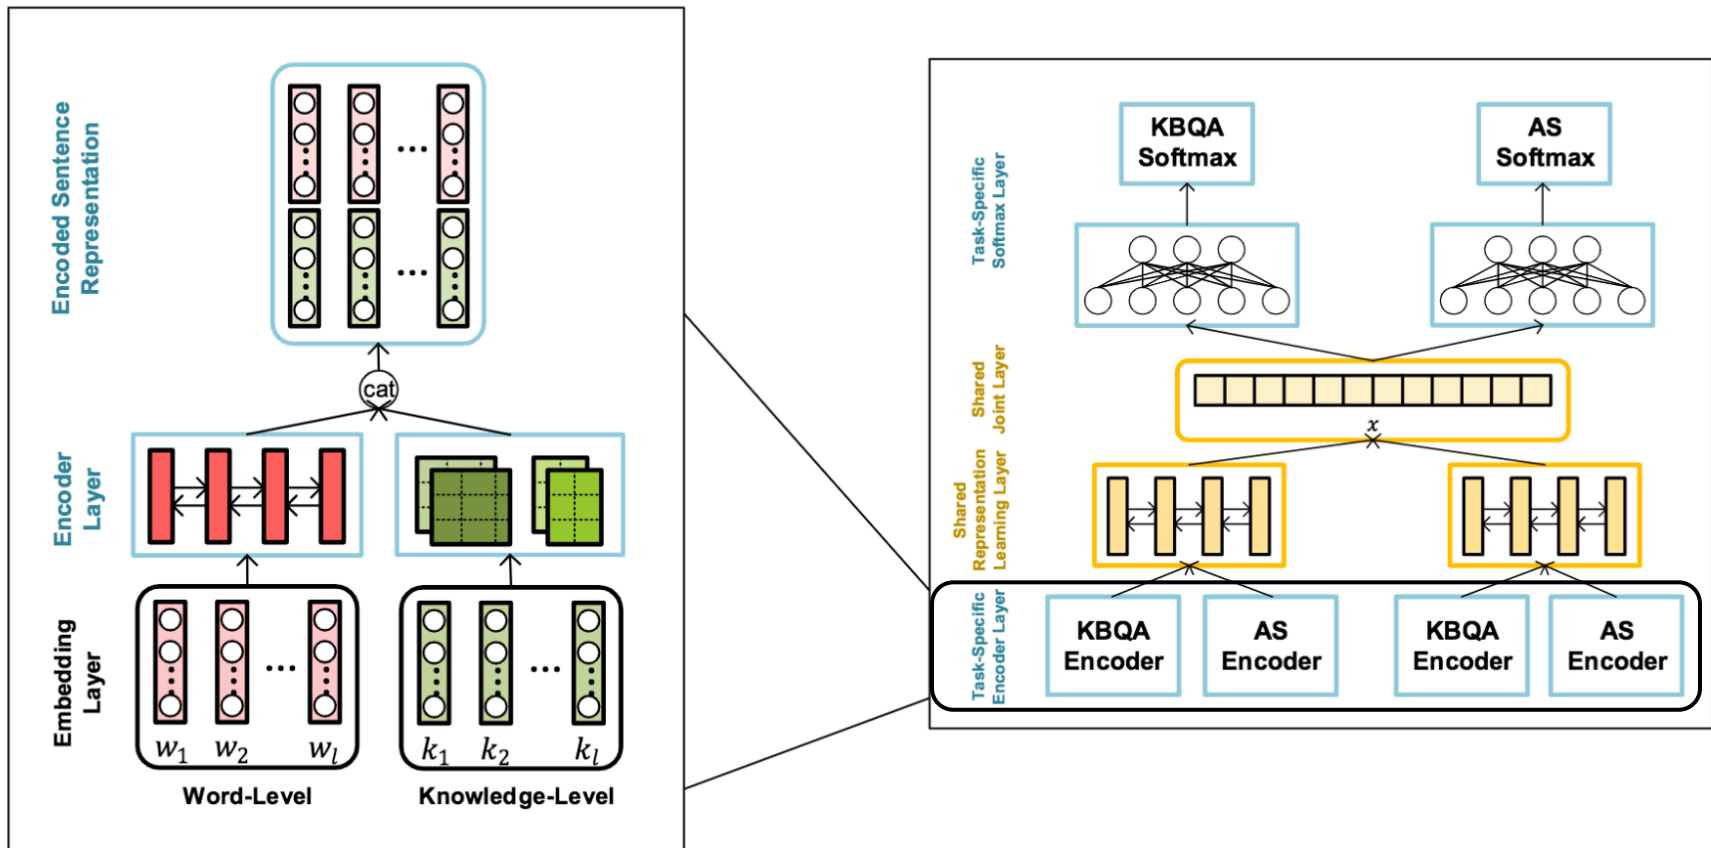 Encoded Sentence
Representation
cat
Encoder
Layer
Embedding
Layer
w₁ w₂ ... w_l
k₁ k₂ ... k_l
Word-Level
Knowledge-Level
KBQA
Softmax
AS
Softmax
Task-Specific
Softmax Layer
Shared
Joint Layer
x
Shared
Representation
Learning Layer
Task-Specific
Encoder Layer
KBQA
Encoder
AS
Encoder
KBQA
Encoder
AS
Encoder